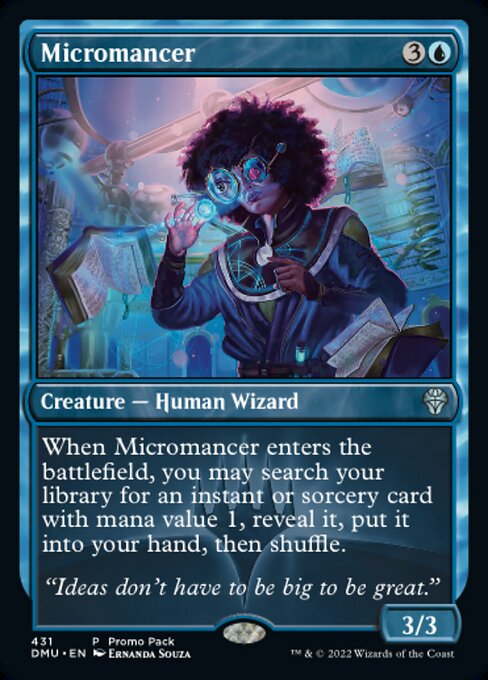 Micromancer 3
Creature — Human Wizard
When Micromancer enters the
battlefield, you may search your
library for an instant or sorcery card
with mana value 1, reveal it, put it
into your hand, then shuffle.
“Ideas don’t have to be big to be great.”
3/3
431 P Promo Pack
DMU • EN Ernanda Souza ™ & © 2022 Wizards of the Coast